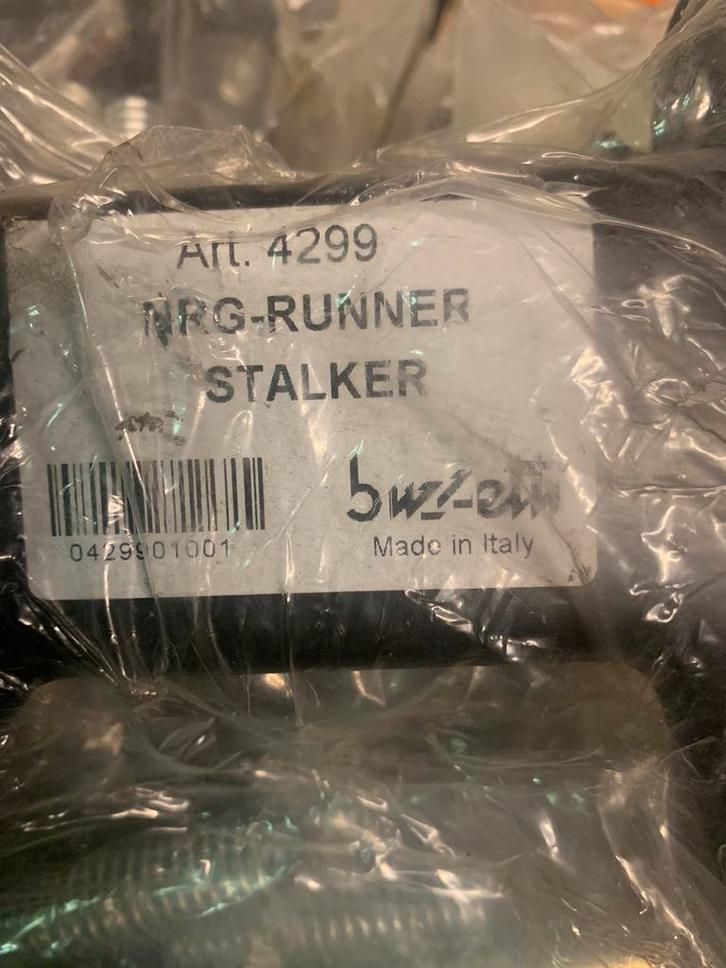 Art. 4299
NRG-RUNNER
STALKER
0429901001
Made in Italy